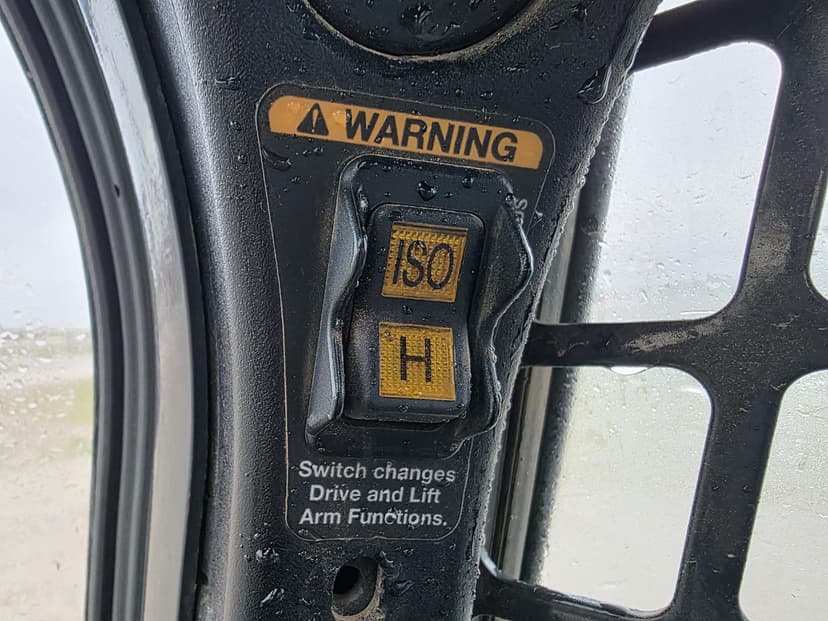 WARNING
ISO
H
Switch changes
Drive and Lift
Arm Functions.